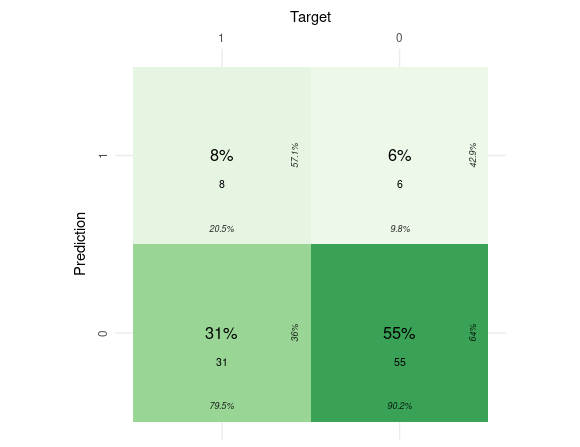 Target
1 0
1
8% 57.1% 6% 42.9%
8 6
20.5% 9.8%
Prediction
0
31% 36% 55% 64%
31 55
79.5% 90.2%